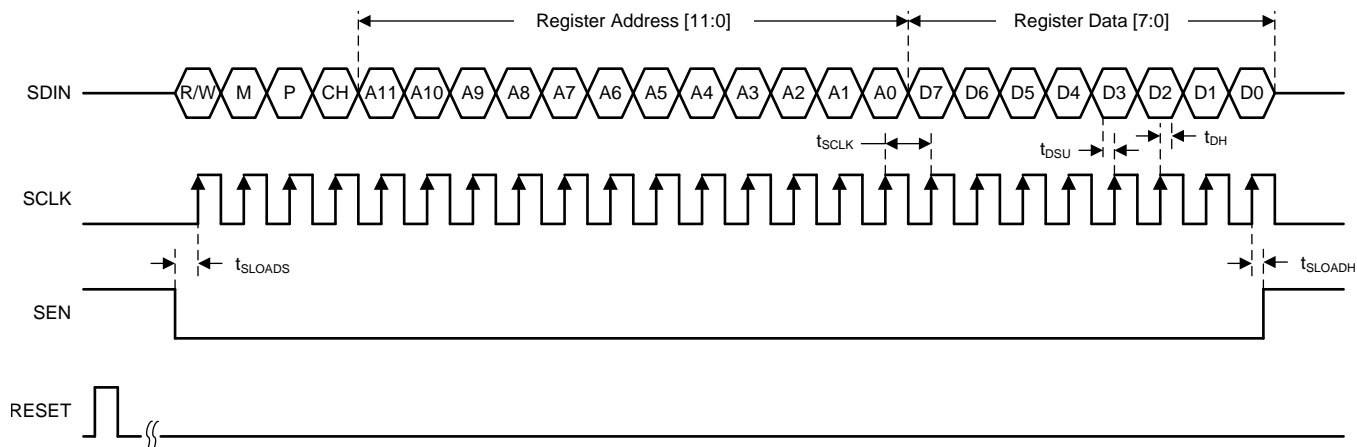 Register Address [11:0] Register Data [7:0]
SDIN R/W M P CH A11 A10 A9 A8 A7 A6 A5 A4 A3 A2 A1 A0 D7 D6 D5 D4 D3 D2 D1 D0
tSCLK tDSU tDH
SCLK
tSLOADS tSLOADH
SEN
RESET